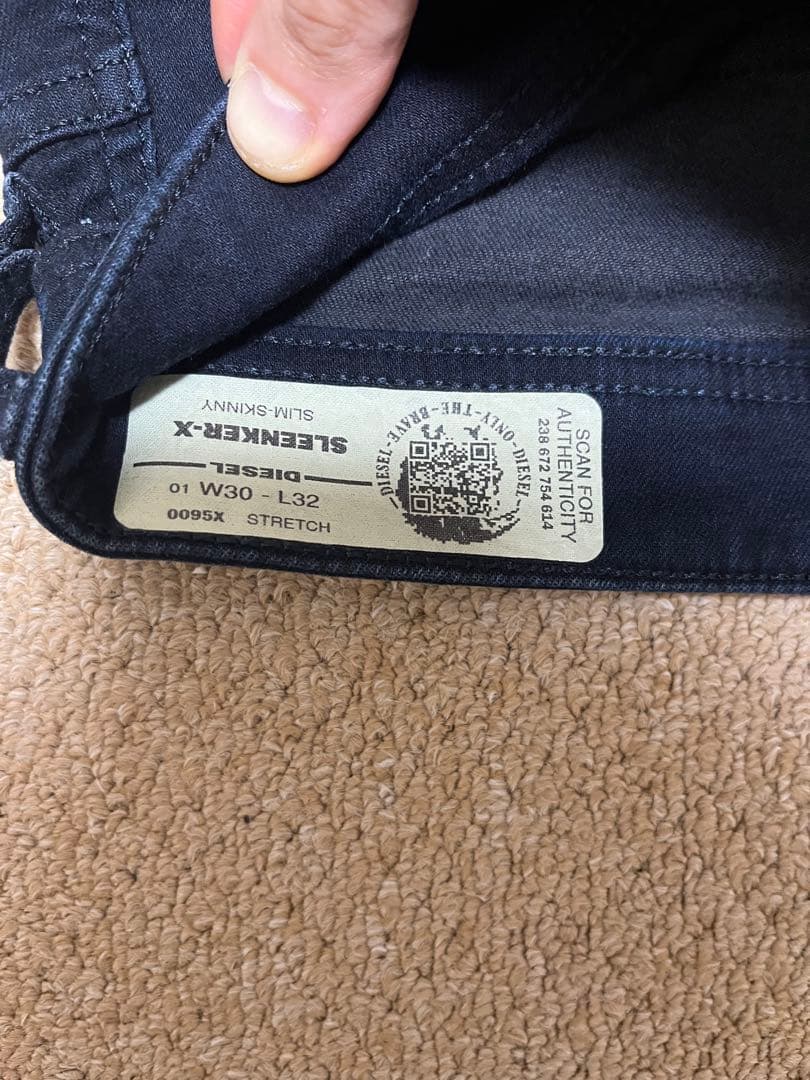 SLIM-SKINNY
SLEENKER-X
DIESEL
01 W30 - L32
0095X STRETCH
DIESEL-ONLY-THE-BRAVE-DIESEL
SCAN FOR
AUTHENTICITY
238 672 754 614